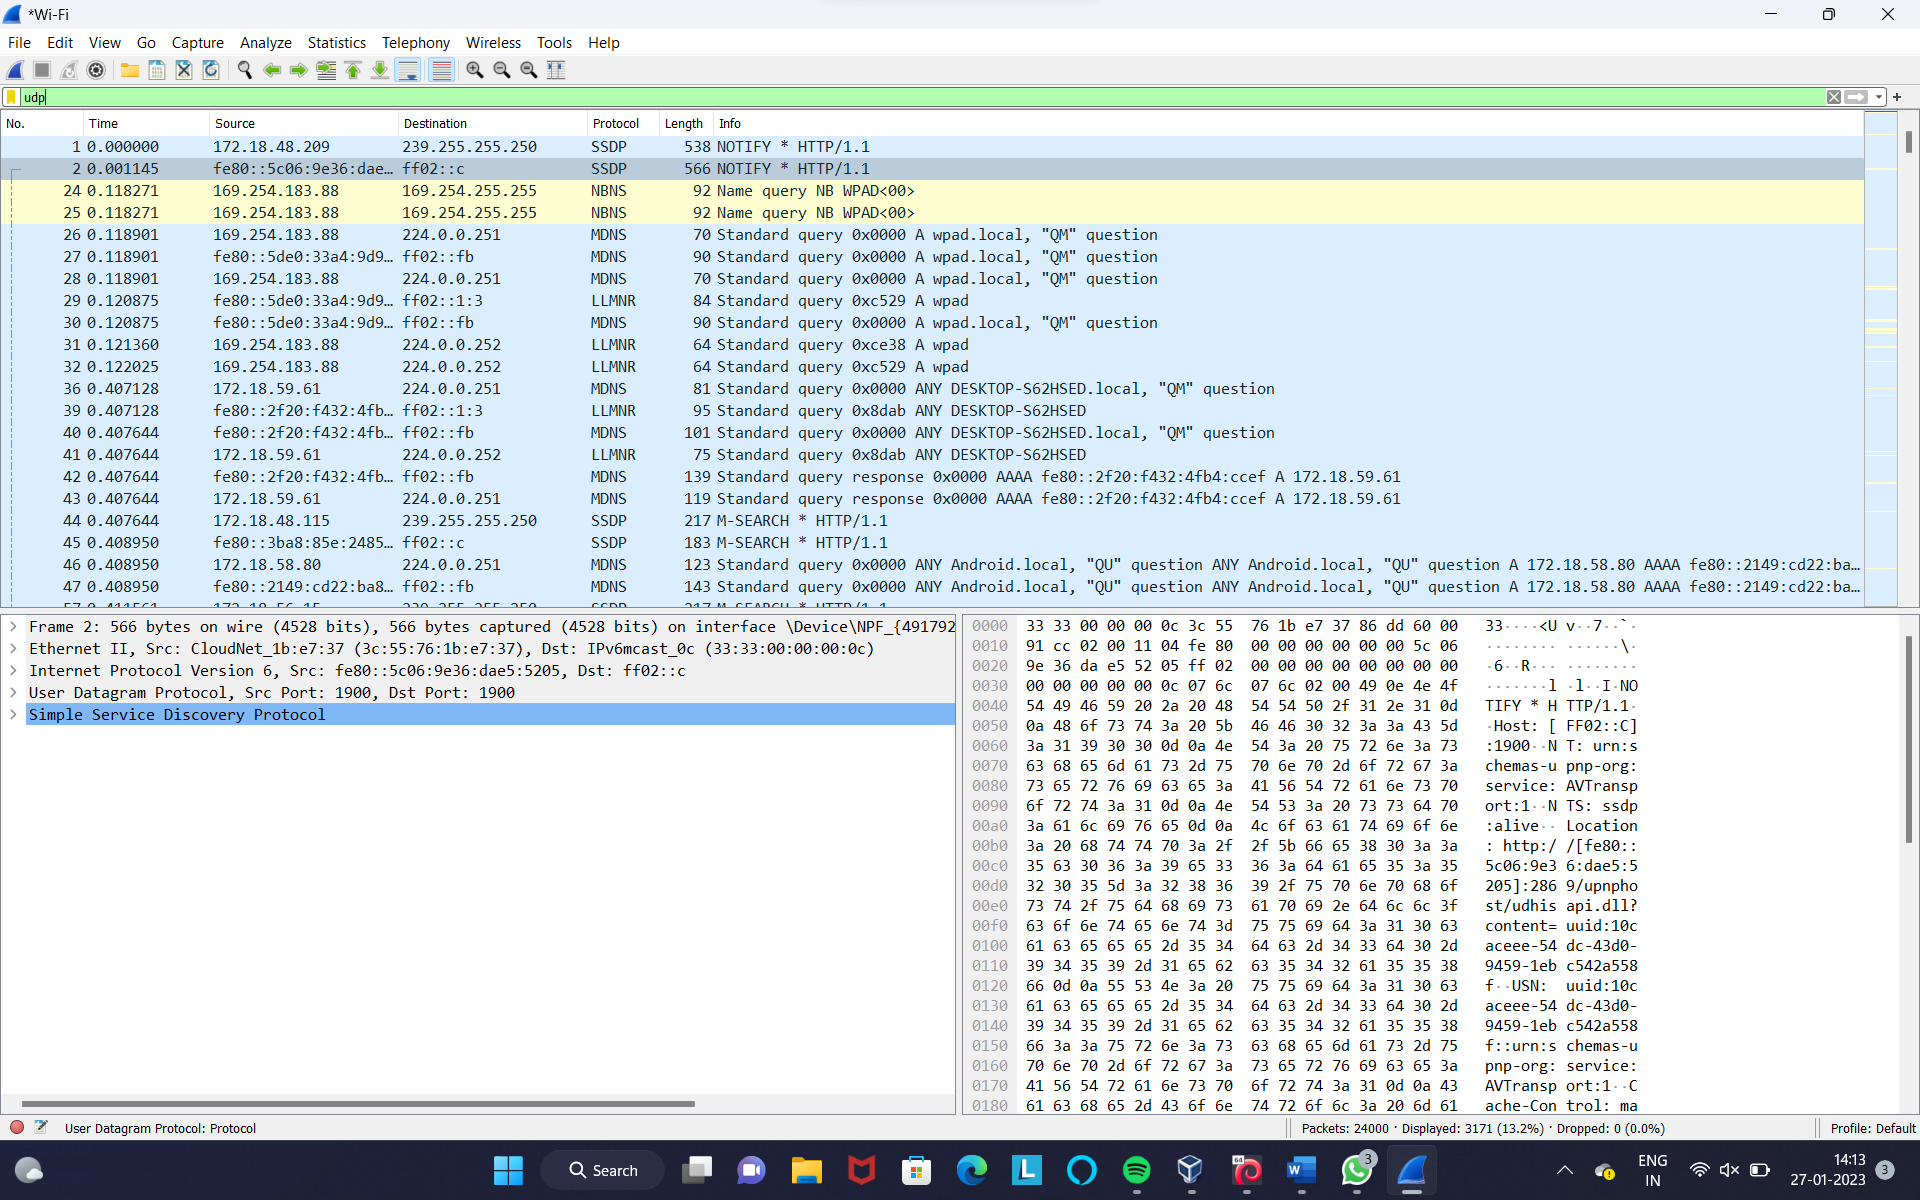 *Wi-Fi
File Edit View Go Capture Analyze Statistics Telephony Wireless Tools Help
udp
No. Time Source Destination Protocol Length Info
1 0.000000 172.18.48.209 239.255.255.250 SSDP 538 NOTIFY * HTTP/1.1
2 0.001145 fe80::5c06:9e36:dae… ff02::c SSDP 566 NOTIFY * HTTP/1.1
24 0.118271 169.254.183.88 169.254.255.255 NBNS 92 Name query NB WPAD<00>
25 0.118271 169.254.183.88 169.254.255.255 NBNS 92 Name query NB WPAD<00>
26 0.118901 169.254.183.88 224.0.0.251 MDNS 70 Standard query 0x0000 A wpad.local, "QM" question
27 0.118901 fe80::5de0:33a4:9d9… ff02::fb MDNS 90 Standard query 0x0000 A wpad.local, "QM" question
28 0.118901 169.254.183.88 224.0.0.251 MDNS 70 Standard query 0x0000 A wpad.local, "QM" question
29 0.120875 fe80::5de0:33a4:9d9… ff02::1:3 LLMNR 84 Standard query 0xc529 A wpad
30 0.120875 fe80::5de0:33a4:9d9… ff02::fb MDNS 90 Standard query 0x0000 A wpad.local, "QM" question
31 0.121360 169.254.183.88 224.0.0.252 LLMNR 64 Standard query 0xce38 A wpad
32 0.122025 169.254.183.88 224.0.0.252 LLMNR 64 Standard query 0xc529 A wpad
36 0.407128 172.18.59.61 224.0.0.251 MDNS 81 Standard query 0x0000 ANY DESKTOP-S62HSED.local, "QM" question
39 0.407128 fe80::2f20:f432:4fb… ff02::1:3 LLMNR 95 Standard query 0x8dab ANY DESKTOP-S62HSED
40 0.407644 fe80::2f20:f432:4fb… ff02::fb MDNS 101 Standard query 0x0000 ANY DESKTOP-S62HSED.local, "QM" question
41 0.407644 172.18.59.61 224.0.0.252 LLMNR 75 Standard query 0x8dab ANY DESKTOP-S62HSED
42 0.407644 fe80::2f20:f432:4fb… ff02::fb MDNS 139 Standard query response 0x0000 AAAA fe80::2f20:f432:4fb4:ccef A 172.18.59.61
43 0.407644 172.18.59.61 224.0.0.251 MDNS 119 Standard query response 0x0000 AAAA fe80::2f20:f432:4fb4:ccef A 172.18.59.61
44 0.407644 172.18.48.115 239.255.255.250 SSDP 217 M-SEARCH * HTTP/1.1
45 0.408950 fe80::3ba8:85e:2485… ff02::c SSDP 183 M-SEARCH * HTTP/1.1
46 0.408950 172.18.58.80 224.0.0.251 MDNS 123 Standard query 0x0000 ANY Android.local, "QU" question ANY Android.local, "QU" question A 172.18.58.80 AAAA fe80::2149:cd22:ba…
47 0.408950 fe80::2149:cd22:ba8… ff02::fb MDNS 143 Standard query 0x0000 ANY Android.local, "QU" question ANY Android.local, "QU" question A 172.18.58.80 AAAA fe80::2149:cd22:ba…
Frame 2: 566 bytes on wire (4528 bits), 566 bytes captured (4528 bits) on interface \Device\NPF_{491792
Ethernet II, Src: CloudNet_1b:e7:37 (3c:55:76:1b:e7:37), Dst: IPv6mcast_0c (33:33:00:00:00:0c)
Internet Protocol Version 6, Src: fe80::5c06:9e36:dae5:5205, Dst: ff02::c
User Datagram Protocol, Src Port: 1900, Dst Port: 1900
Simple Service Discovery Protocol
0000 33 33 00 00 00 0c 3c 55 76 1b e7 37 86 dd 60 00 33····<U v··7··`·
0010 91 cc 02 00 11 04 fe 80 00 00 00 00 00 00 5c 06 ········ ······\·
0020 9e 36 da e5 52 05 ff 02 00 00 00 00 00 00 00 00 ·6··R··· ········
0030 00 00 00 00 00 0c 07 6c 07 6c 02 00 49 0e 4e 4f ·······l ·l··I·NO
0040 54 49 46 59 20 2a 20 48 54 54 50 2f 31 2e 31 0d TIFY * H TTP/1.1·
0050 0a 48 6f 73 74 3a 20 5b 46 46 30 32 3a 3a 43 5d ·Host: [ FF02::C]
0060 3a 31 39 30 30 0d 0a 4e 54 3a 20 75 72 6e 3a 73 :1900··N T: urn:s
0070 63 68 65 6d 61 73 2d 75 70 6e 70 2d 6f 72 67 3a chemas-u pnp-org:
0080 73 65 72 76 69 63 65 3a 41 56 54 72 61 6e 73 70 service: AVTransp
0090 6f 72 74 3a 31 0d 0a 4e 54 53 3a 20 73 73 64 70 ort:1··N TS: ssdp
00a0 3a 61 6c 69 76 65 0d 0a 4c 6f 63 61 74 69 6f 6e :alive·· Location
00b0 3a 20 68 74 74 70 3a 2f 2f 5b 66 65 38 30 3a 3a : http:/ /[fe80::
00c0 35 63 30 36 3a 39 65 33 36 3a 64 61 65 35 3a 35 5c06:9e3 6:dae5:5
00d0 32 30 35 5d 3a 32 38 36 39 2f 75 70 6e 70 68 6f 205]:286 9/upnpho
00e0 73 74 2f 75 64 68 69 73 61 70 69 2e 64 6c 6c 3f st/udhis api.dll?
00f0 63 6f 6e 74 65 6e 74 3d 75 75 69 64 3a 31 30 63 content= uuid:10c
0100 61 63 65 65 65 2d 35 34 64 63 2d 34 33 64 30 2d aceee-54 dc-43d0-
0110 39 34 35 39 2d 31 65 62 63 35 34 32 61 35 35 38 9459-1eb c542a558
0120 66 0d 0a 55 53 4e 3a 20 75 75 69 64 3a 31 30 63 f··USN: uuid:10c
0130 61 63 65 65 65 2d 35 34 64 63 2d 34 33 64 30 2d aceee-54 dc-43d0-
0140 39 34 35 39 2d 31 65 62 63 35 34 32 61 35 35 38 9459-1eb c542a558
0150 66 3a 3a 75 72 6e 3a 73 63 68 65 6d 61 73 2d 75 f::urn:s chemas-u
0160 70 6e 70 2d 6f 72 67 3a 73 65 72 76 69 63 65 3a pnp-org: service:
0170 41 56 54 72 61 6e 73 70 6f 72 74 3a 31 0d 0a 43 AVTransp ort:1··C
0180 61 63 68 65 2d 43 6f 6e 74 72 6f 6c 3a 20 6d 61 ache-Con trol: ma
User Datagram Protocol: Protocol
Packets: 24000 · Displayed: 3171 (13.2%) · Dropped: 0 (0.0%)
Profile: Default
Search
L
64
W
3
ENG
IN
14:13
27-01-2023
3